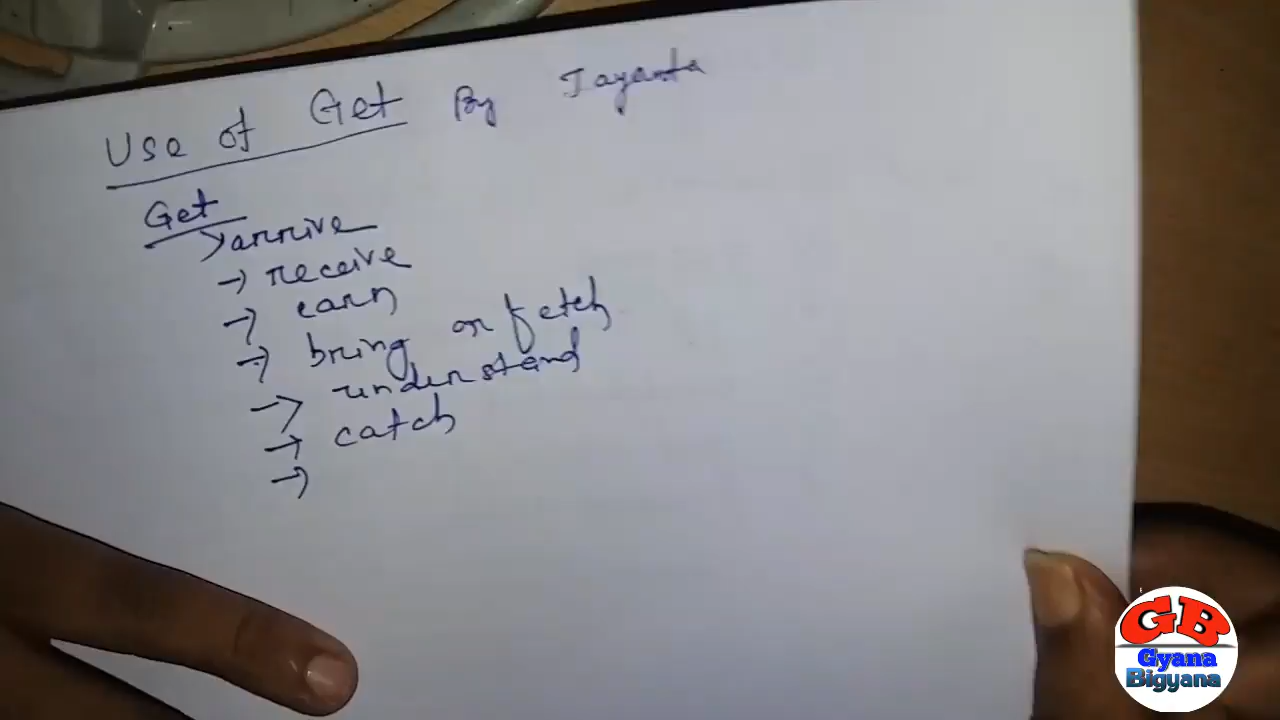 Use of Get By Jayanta
Get
→ arrive
→ receive
→ earn
→ bring or fetch
→ understand
→ catch
→
GB
Gyana
Bigyana